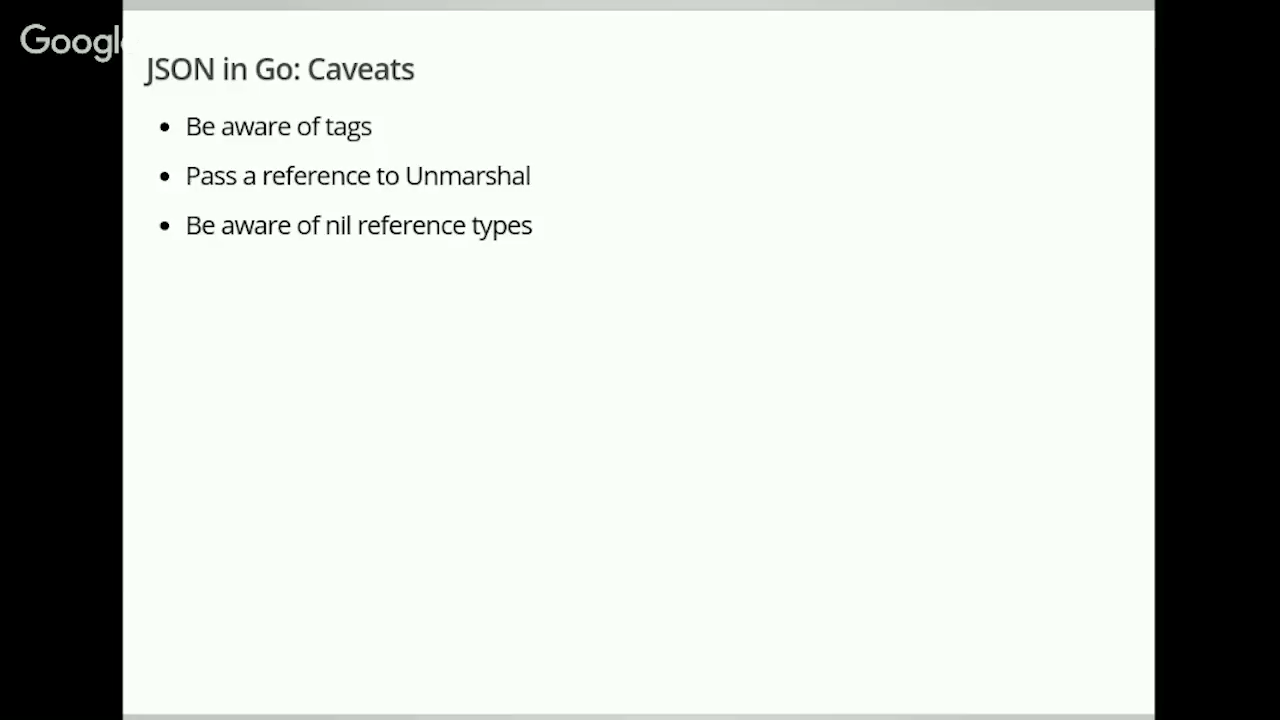 Google
JSON in Go: Caveats
• Be aware of tags
• Pass a reference to Unmarshal
• Be aware of nil reference types